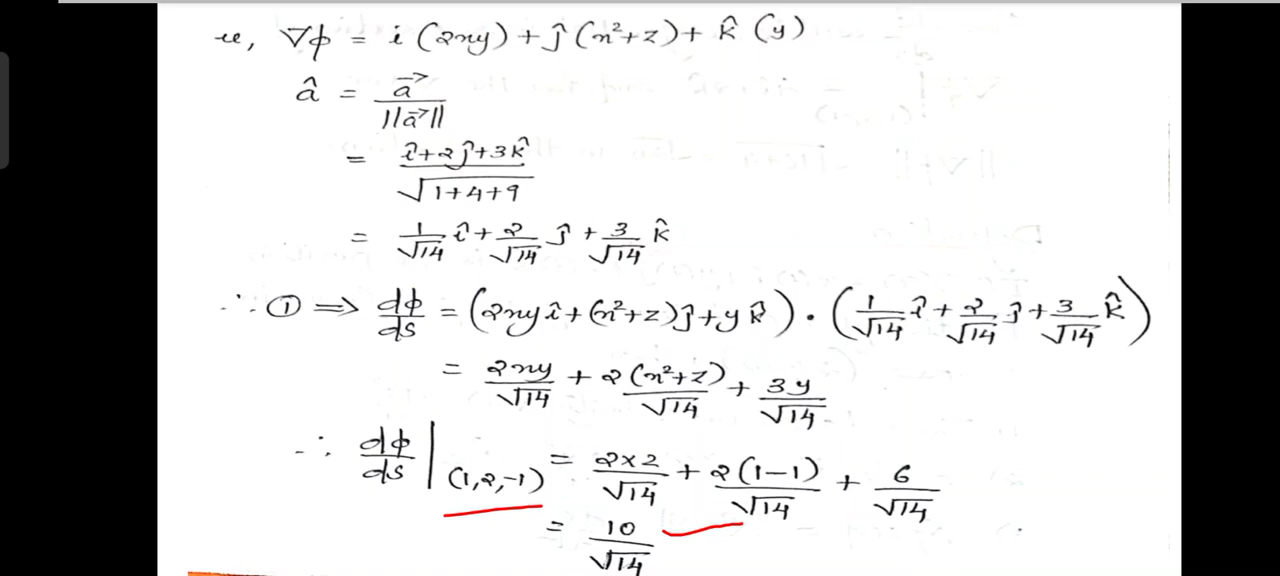 ie, ∇ϕ = i (2xy) + ĵ (x²+z) + k̂ (y)
â = a⃗ / ||a⃗||
= (î+2ĵ+3k̂) / √(1+4+9)
= 1/√14 î + 2/√14 ĵ + 3/√14 k̂
∴ ① ⟹ dϕ/ds = (2xy î + (x²+z) ĵ + y k̂) · (1/√14 î + 2/√14 ĵ + 3/√14 k̂)
= 2xy/√14 + 2(x²+z)/√14 + 3y/√14
∴ dϕ/ds |(1,2,-1) = 2×2/√14 + 2(1-1)/√14 + 6/√14
= 10/√14